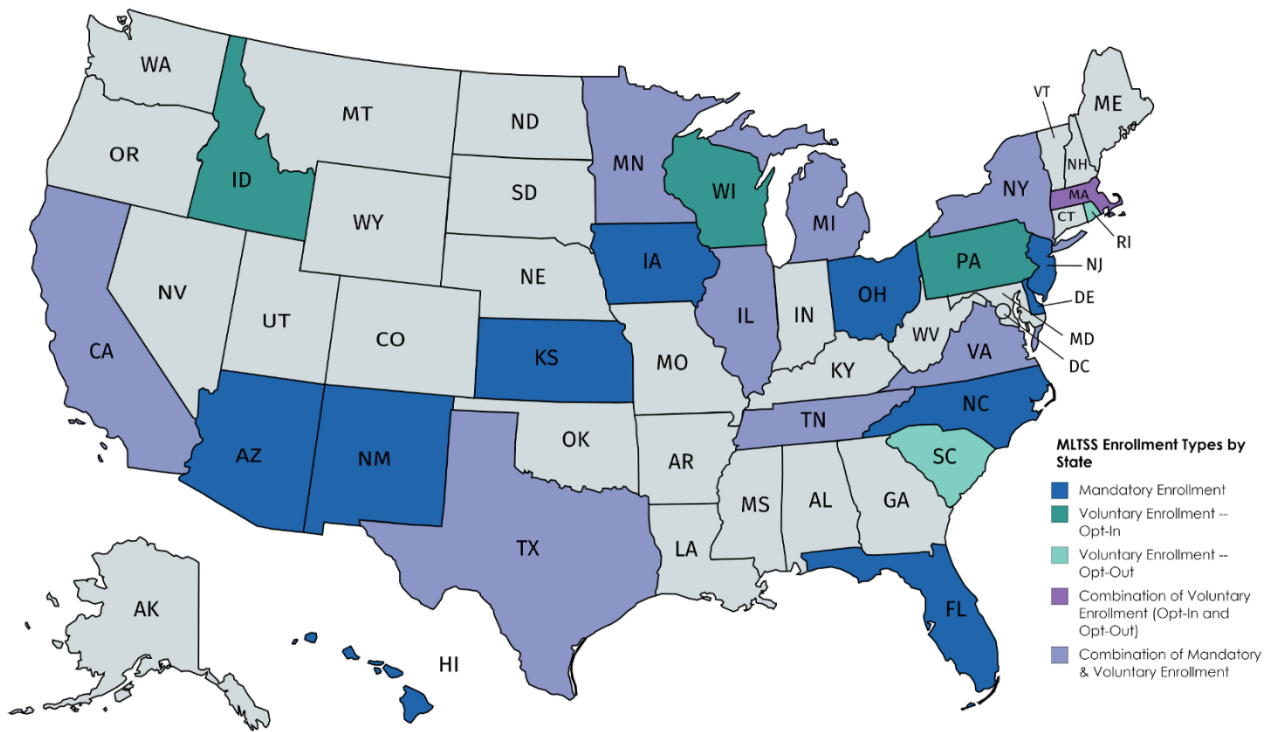 WA
MT
ND
MN
VT
ME
OR
ID
SD
WI
NH
NY
MA
CT
RI
WY
MI
IA
PA
NJ
NE
OH
DE
NV
UT
CO
IL
IN
WV
MD
DC
CA
KS
MO
KY
VA
NC
TN
OK
AZ
NM
AR
SC
MS
AL
GA
TX
LA
FL
AK
HI
MLTSS Enrollment Types by
State
Mandatory Enrollment
Voluntary Enrollment --
Opt-In
Voluntary Enrollment --
Opt-Out
Combination of Voluntary
Enrollment (Opt-In and
Opt-Out)
Combination of Mandatory
& Voluntary Enrollment